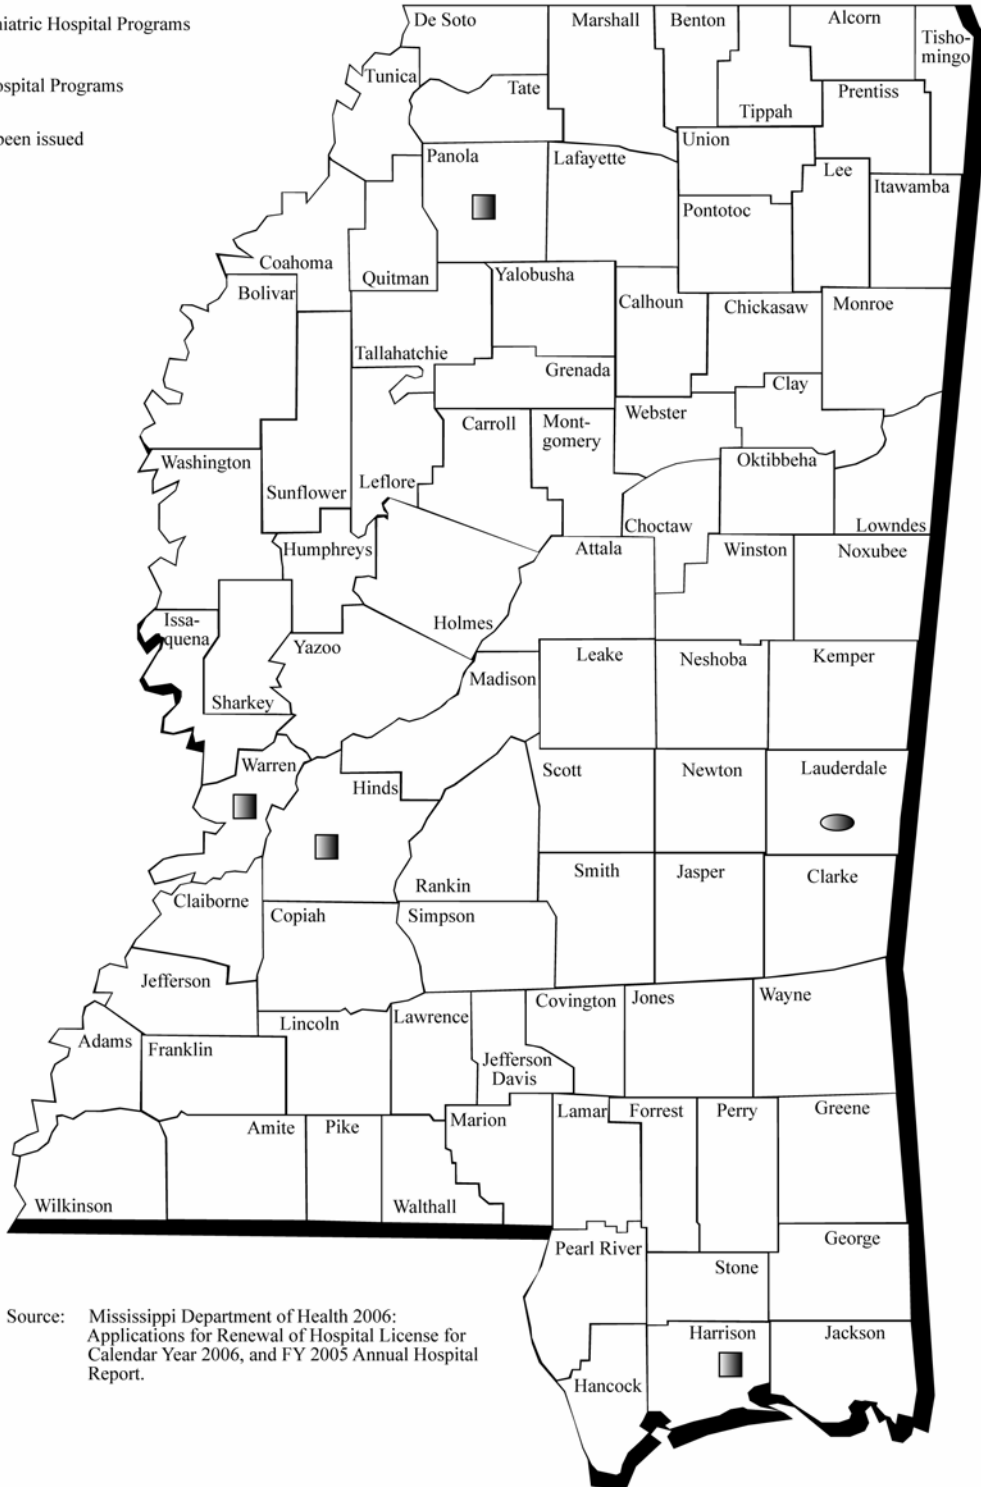 niatric Hospital Programs
ospital Programs
been issued
De Soto
Marshall
Benton
Alcorn
Tisho-
mingo
Tunica
Tate
Tippah
Prentiss
Panola
Lafayette
Union
Lee
Itawamba
Pontotoc
Coahoma
Quitman
Yalobusha
Bolivar
Calhoun
Chickasaw
Monroe
Tallahatchie
Grenada
Clay
Carroll
Mont-
gomery
Webster
Washington
Sunflower
Leflore
Oktibbeha
Choctaw
Lowndes
Humphreys
Attala
Winston
Noxubee
Issa-
quena
Holmes
Yazoo
Leake
Neshoba
Kemper
Sharkey
Madison
Warren
Hinds
Scott
Newton
Lauderdale
Rankin
Smith
Jasper
Clarke
Claiborne
Copiah
Simpson
Jefferson
Covington
Jones
Wayne
Lawrence
Lincoln
Adams
Franklin
Jefferson
Davis
Amite
Pike
Marion
Lamar
Forrest
Perry
Greene
Wilkinson
Walthall
Pearl River
George
Stone
Harrison
Jackson
Hancock
Source: Mississippi Department of Health 2006:
Applications for Renewal of Hospital License for
Calendar Year 2006, and FY 2005 Annual Hospital
Report.